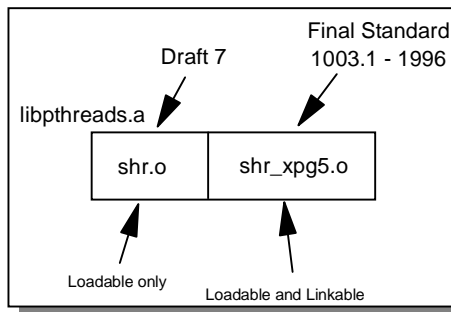 Final Standard
1003.1 - 1996
Draft 7
libpthreads.a
shr.o
shr_xpg5.o
Loadable only
Loadable and Linkable